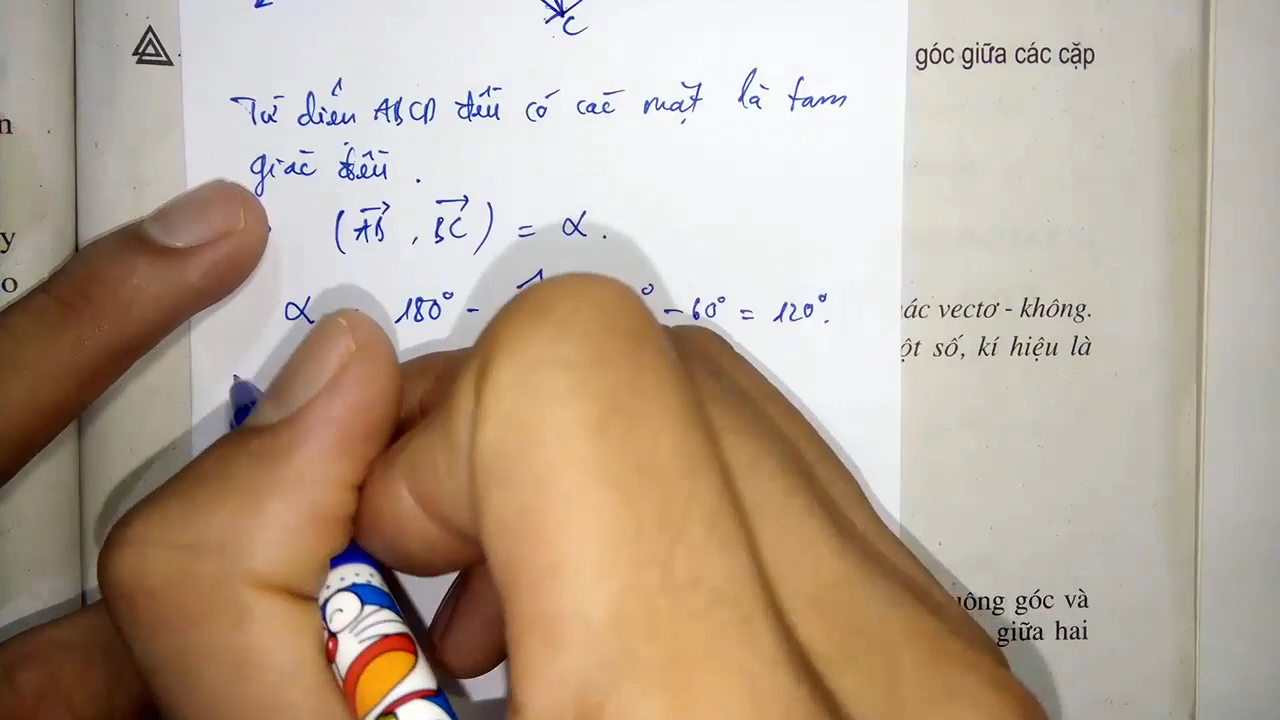 C
góc giữa các cặp
Tứ diện ABCD đều có các mặt là tam
giác đều.
n
(AB, BC) = α.
y
o
α 180° - ° - 60° = 120°.
ác vectơ - không.
ột số, kí hiệu là
uông góc và
giữa hai